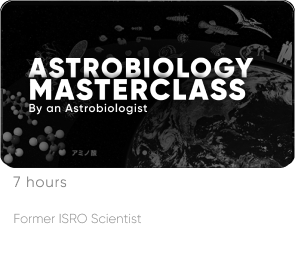 ASTROBIOLOGY
MASTERCLASS
By an Astrobiologist
アミノ酸
7 hours
Former ISRO Scientist